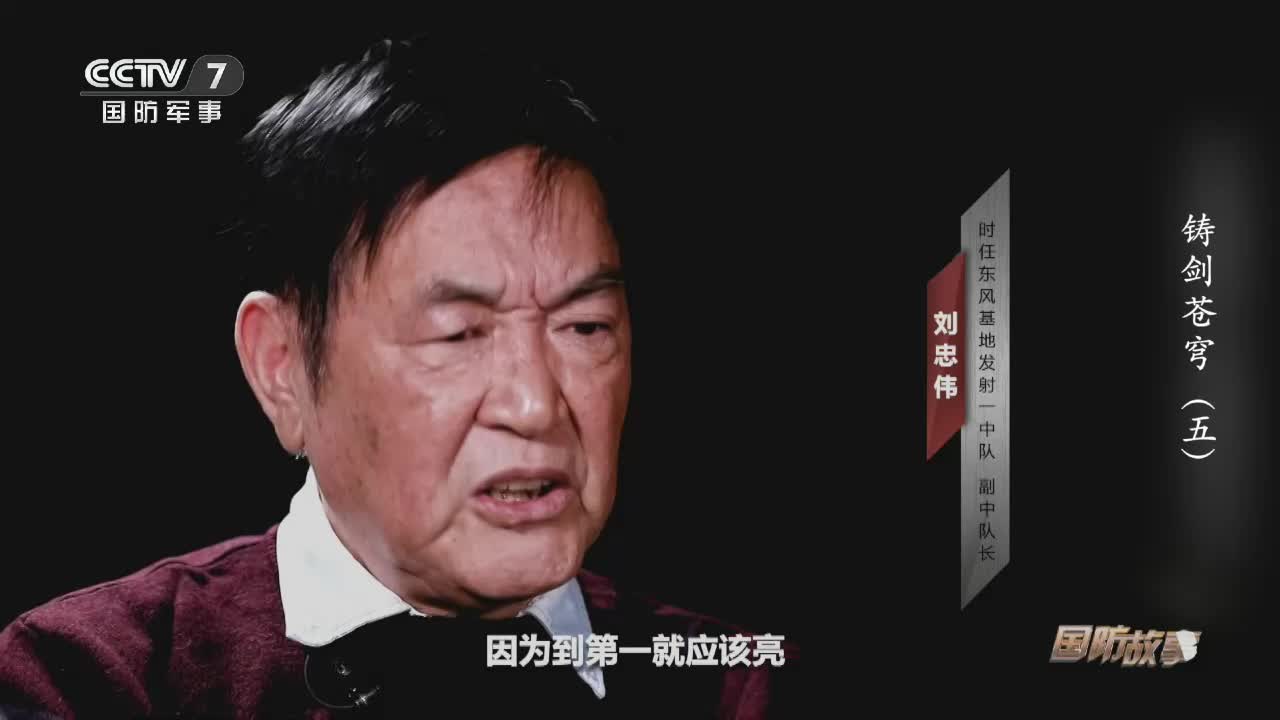 CCTV 7
国防军事
铸剑苍穹（五）
时任东风基地发射一中队 副中队长
刘忠伟
因为到第一就应该亮
国防故事